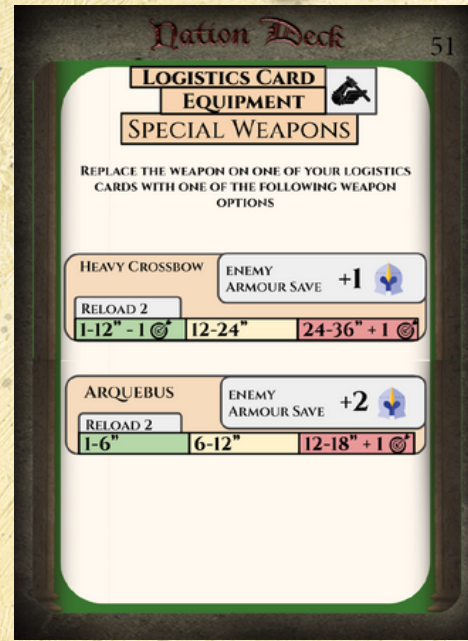 Nation Deck
51
LOGISTICS CARD
EQUIPMENT
SPECIAL WEAPONS
REPLACE THE WEAPON ON ONE OF YOUR LOGISTICS
CARDS WITH ONE OF THE FOLLOWING WEAPON
OPTIONS
HEAVY CROSSBOW
ENEMY
ARMOUR SAVE +1
RELOAD 2
1-12" - 1
12-24"
24-36" + 1
ARQUEBUS
ENEMY
ARMOUR SAVE +2
RELOAD 2
1-6"
6-12"
12-18" + 1